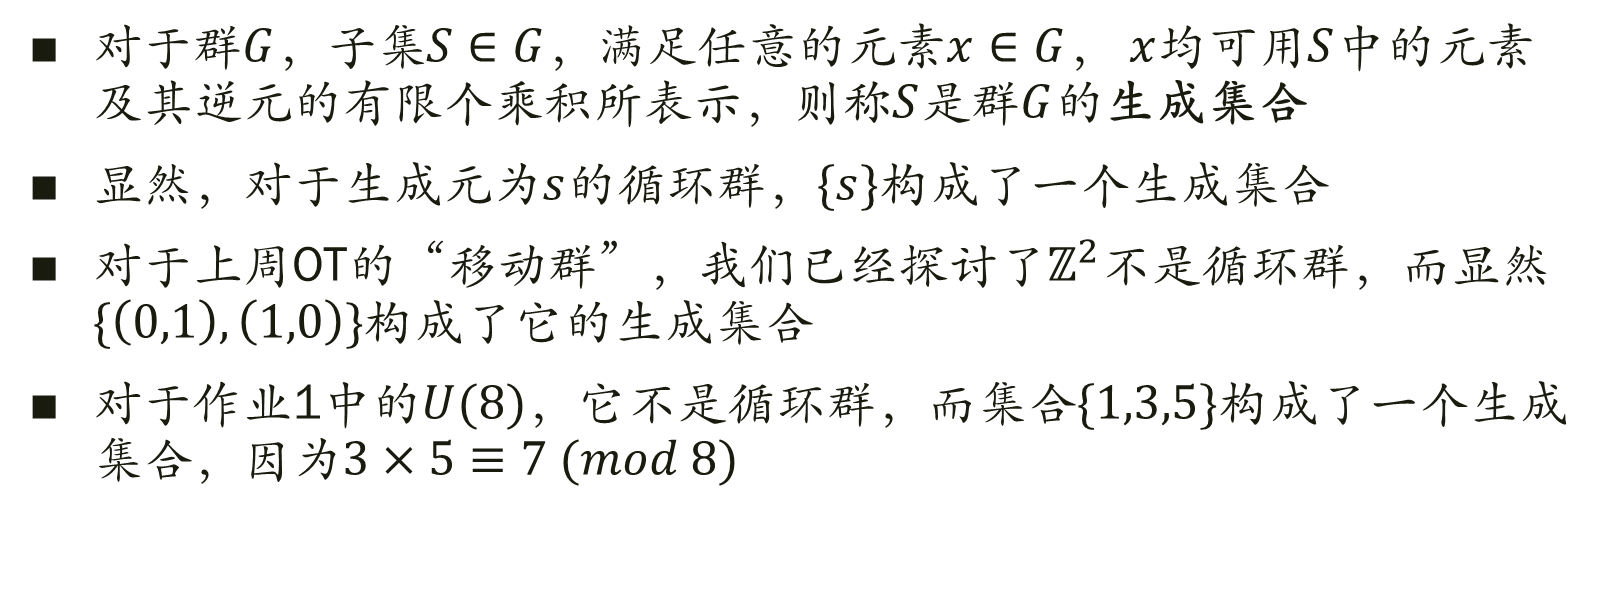 ■ 对于群G，子集S ∈ G，满足任意的元素x ∈ G， x均可用S中的元素
及其逆元的有限个乘积所表示，则称S是群G的生成集合
■ 显然，对于生成元为s的循环群，{s}构成了一个生成集合
■ 对于上周OT的“移动群”，我们已经探讨了ℤ²不是循环群，而显然
{(0,1), (1,0)}构成了它的生成集合
■ 对于作业1中的U(8)，它不是循环群，而集合{1,3,5}构成了一个生成
集合，因为3 × 5 ≡ 7 (mod 8)